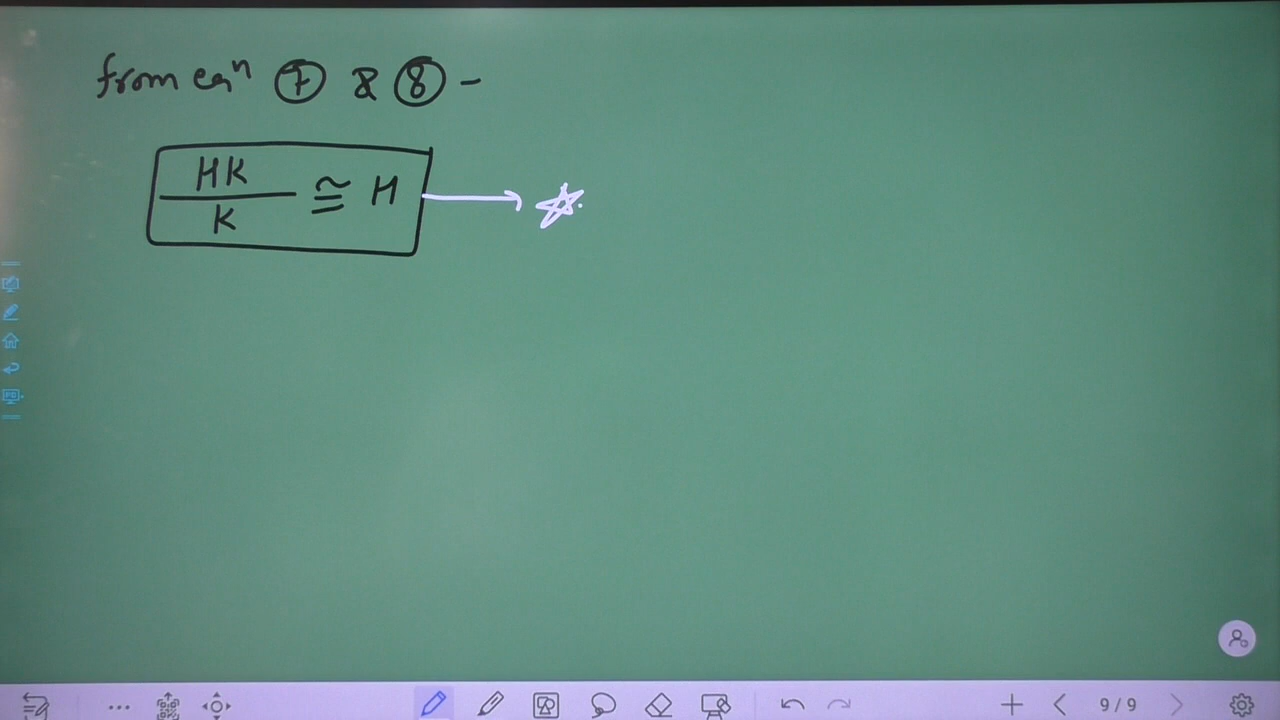 from eqⁿ ⑦ & ⑧ -
HK
K
≅ H → ☆
9/9